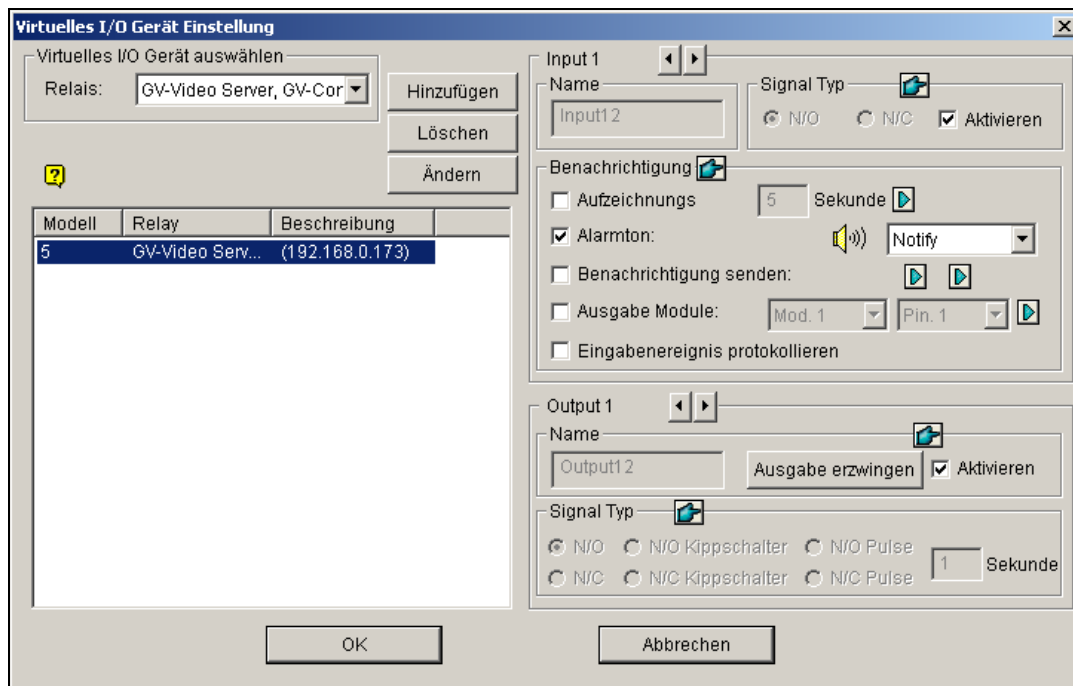 Virtuelles I/O Gerät Einstellung
Virtuelles I/O Gerät auswählen
Relais:
GV-Video Server, GV-Cor
Hinzufügen
Löschen
Ändern
Modell Relay Beschreibung
5 GV-Video Serv... (192.168.0.173)
Input 1
Name
Input12
Signal Typ
N/O N/C Aktivieren
Benachrichtigung
Aufzeichnungs 5 Sekunde
Alarmton: Notify
Benachrichtigung senden:
Ausgabe Module: Mod. 1 Pin. 1
Eingabenereignis protokollieren
Output 1
Name
Output12 Ausgabe erzwingen Aktivieren
Signal Typ
N/O N/O Kippschalter N/O Pulse
N/C N/C Kippschalter N/C Pulse
1 Sekunde
OK Abbrechen